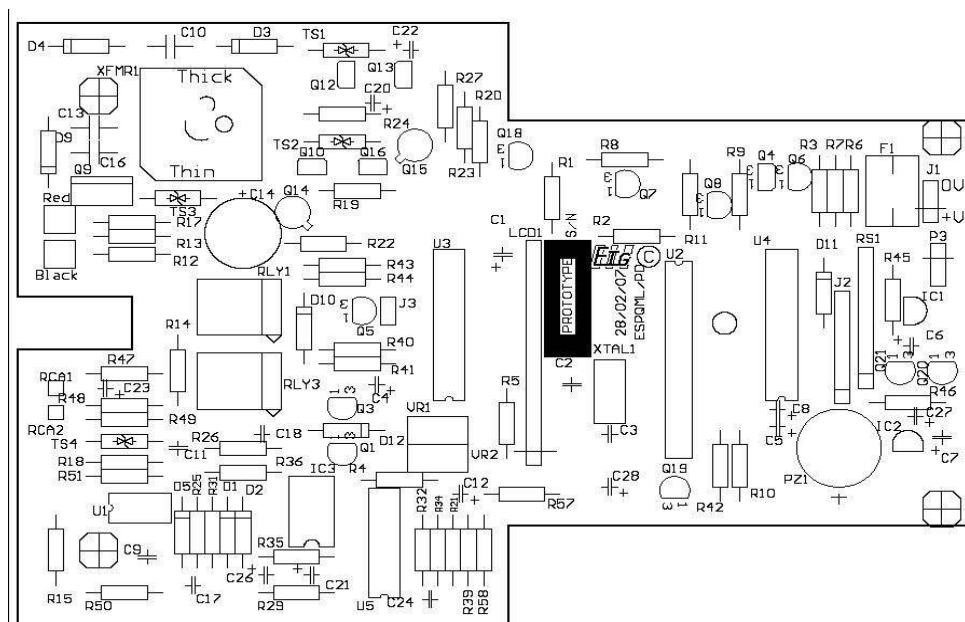 D4
C10
D3
TS1
C22
XFMR1
Thick
Q12
Q13
R27
C20
R20
C13
R24
Q18
D9
TS2
C16
Q10
Q16
Q15
R23
R1
R8
R9
Q4
Q6
R3
R7
R6
F1
J1
Thin
Q9
Red
TS3
C14
Q14
R19
Q7
Q8
0V
+V
R17
R13
R12
R22
C1
LCD1
S/N
R2
R11
Black
RLY1
R43
R44
U3
EIG ©
U2
U4
D11
RS1
P3
R45
J2
D10
J3
Q5
PROTOTYPE
28/02/07
ESPQML/PD
IC1
R14
R40
R41
C2
XTAL1
C6
Q21
Q20
R47
RCA1
C23
R48
R49
RLY3
C4
R5
R46
RCA2
Q3
VR1
C8
C27
TS4
R26
C18
Q1
D12
C3
C5
IC2
C11
R36
VR2
C7
R18
R51
IC3
R4
C12
C28
Q19
PZ1
D5
R25
R31
D1
D2
R32
R34
R21
R57
R42
R10
U1
C9
R35
C26
C21
R15
R50
C17
R29
U5
C24
R39
R58